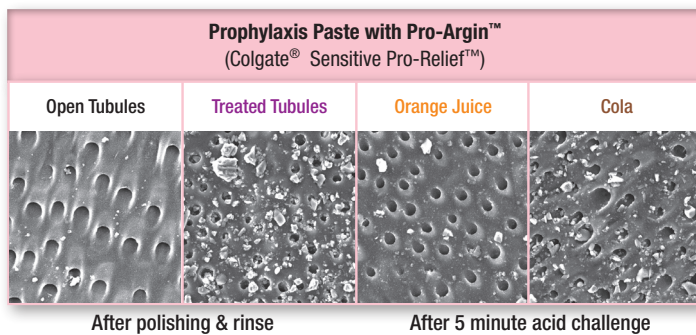 Prophylaxis Paste with Pro-Argin™
(Colgate® Sensitive Pro-Relief™)
Open Tubules
Treated Tubules
Orange Juice
Cola
After polishing & rinse
After 5 minute acid challenge